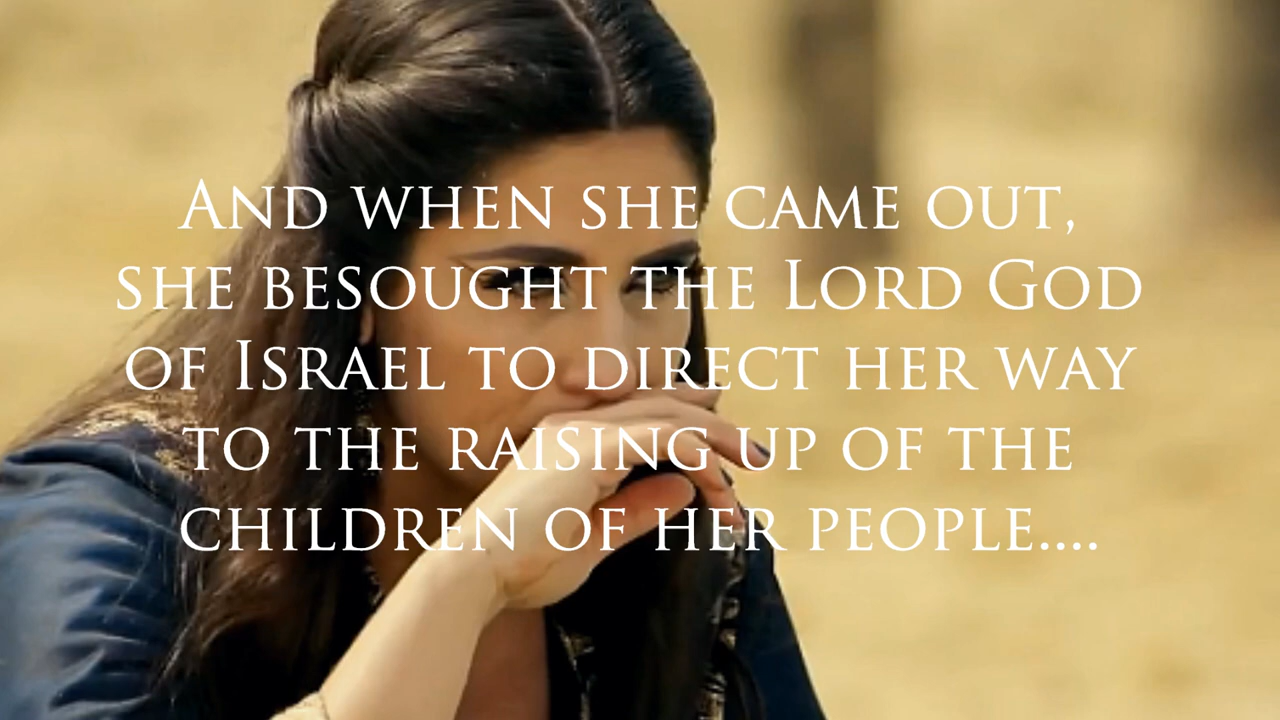 And when she came out,
she besought the Lord God
of Israel to direct her way
to the raising up of the
children of her people....